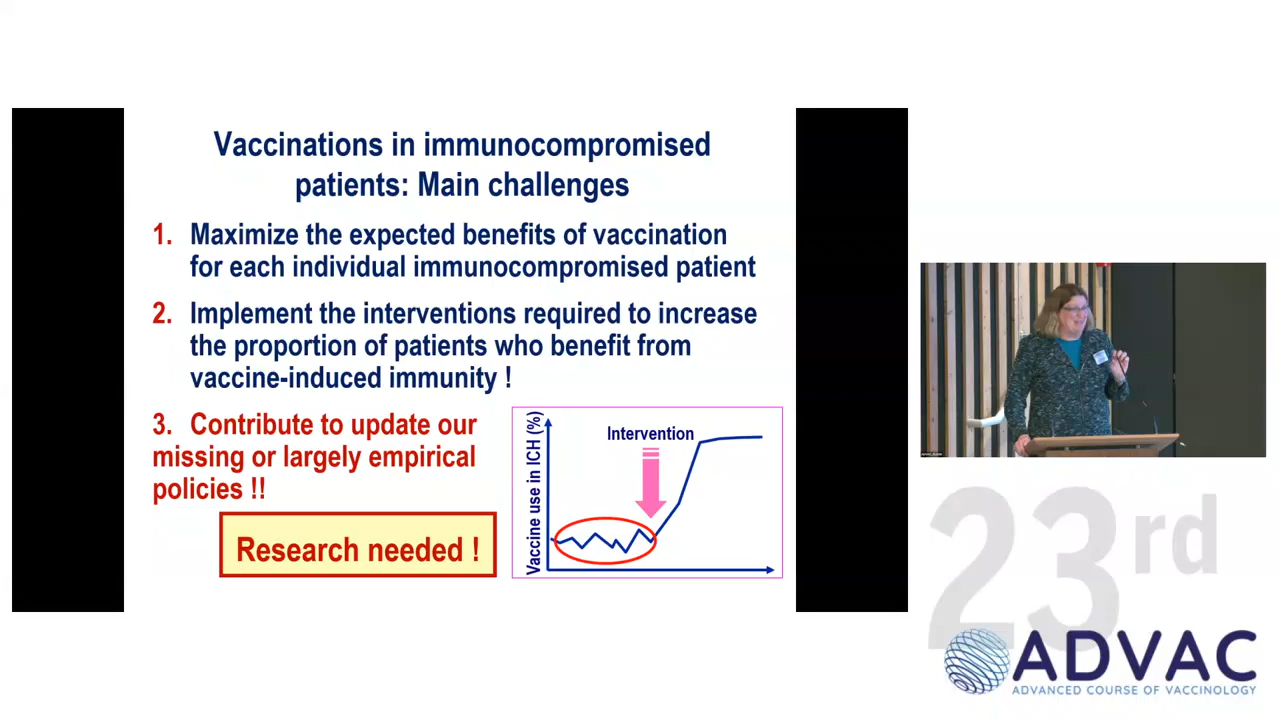 Vaccinations in immunocompromised
patients: Main challenges
1. Maximize the expected benefits of vaccination
for each individual immunocompromised patient
2. Implement the interventions required to increase
the proportion of patients who benefit from
vaccine-induced immunity !
3. Contribute to update our
missing or largely empirical
policies !!
Research needed !
Vaccine use in ICH (%)
Intervention
23rd
ADVAC
ADVANCED COURSE OF VACCINOLOGY